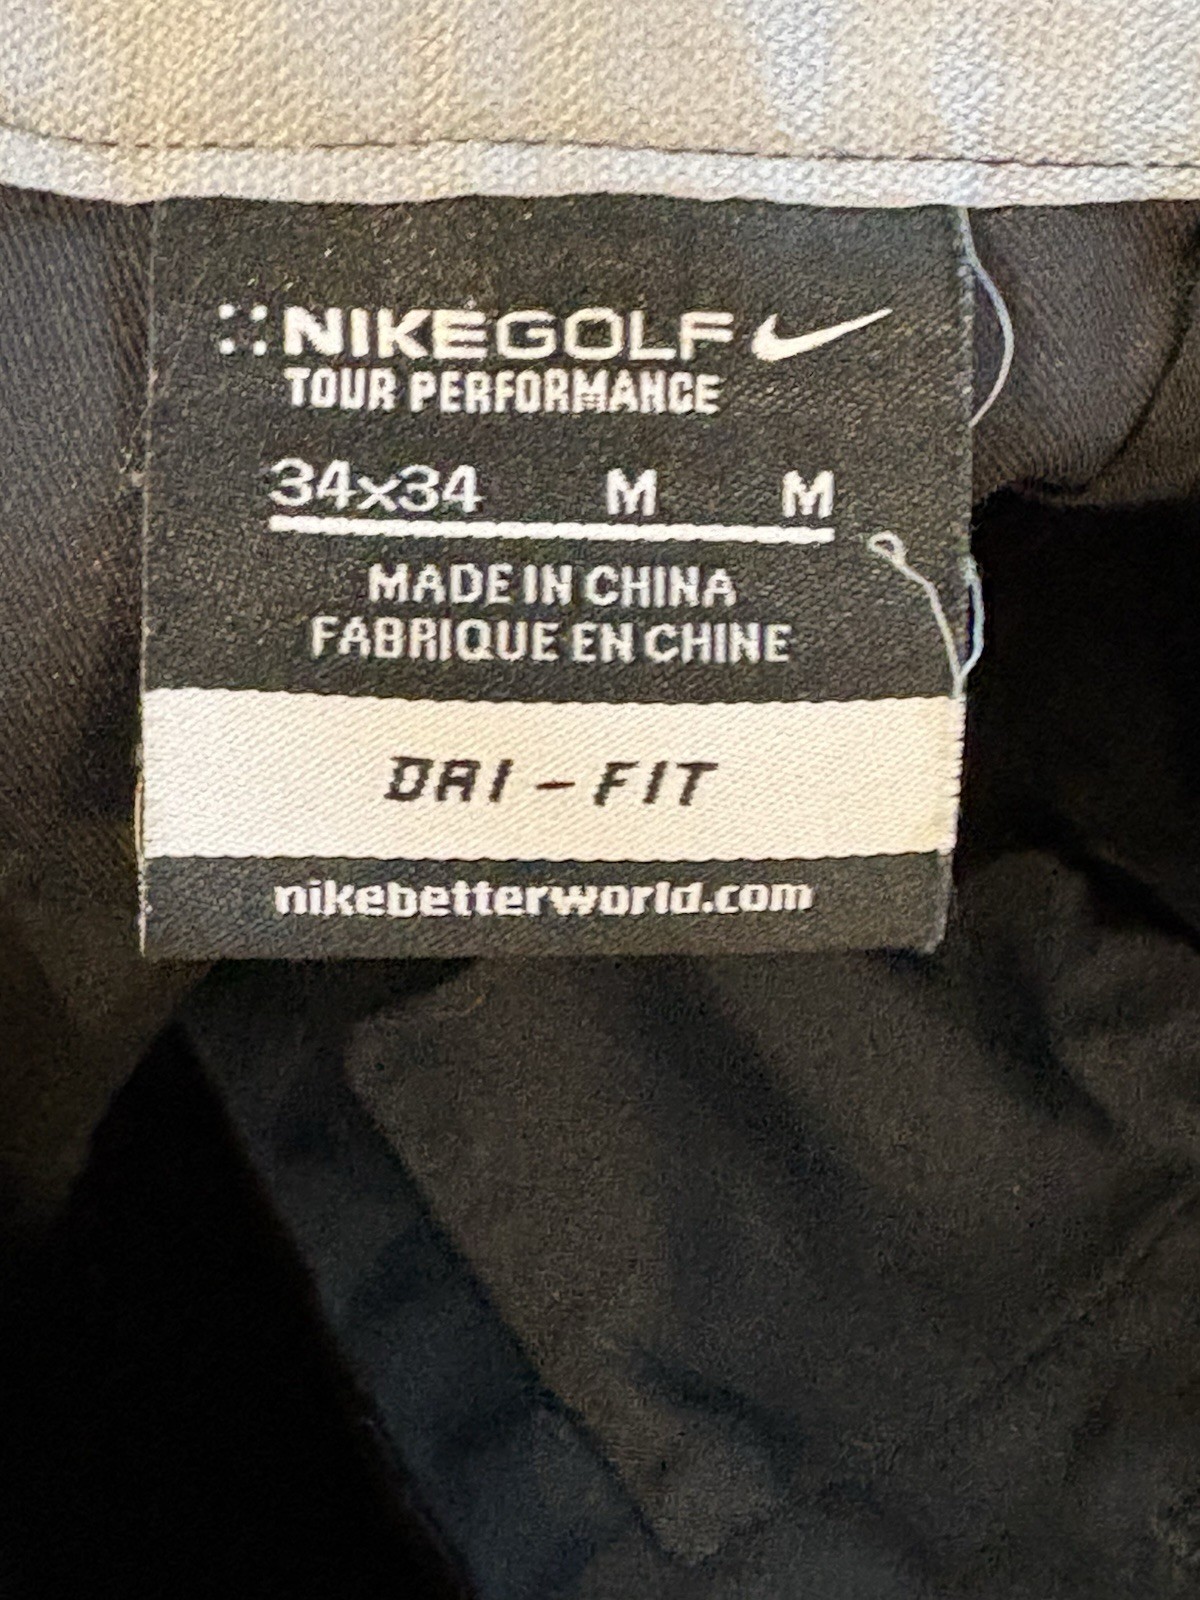 NIKEGOLF
TOUR PERFORMANCE
34x34 M M
MADE IN CHINA
FABRIQUE EN CHINE
DRI - FIT
nikebetterworld.com